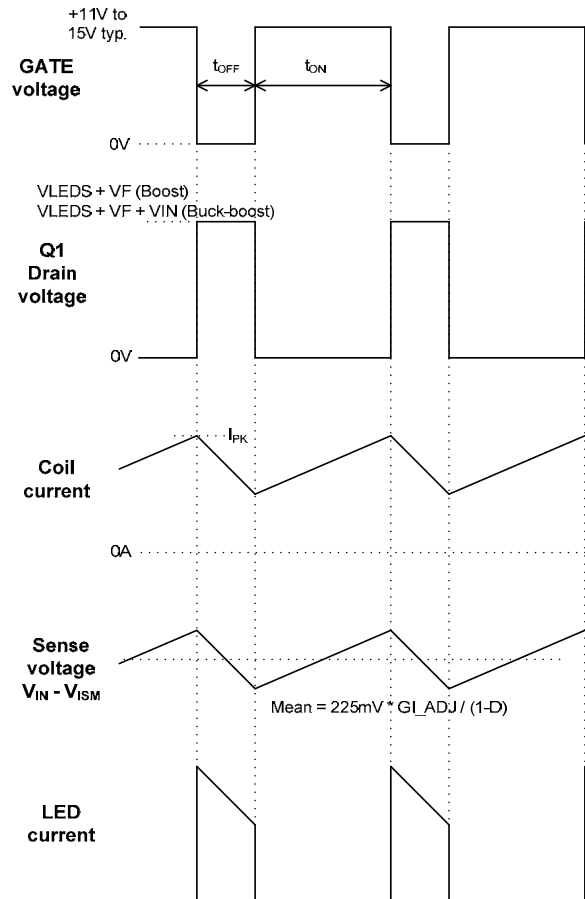 +11V to
15V typ.
GATE
voltage
tOFF
tON
0V
VLEDS + VF (Boost)
VLEDS + VF + VIN (Buck-boost)
Q1
Drain
voltage
0V
IPK
Coil
current
0A
Sense
voltage
VIN - VISM
Mean = 225mV * GI_ADJ / (1-D)
LED
current